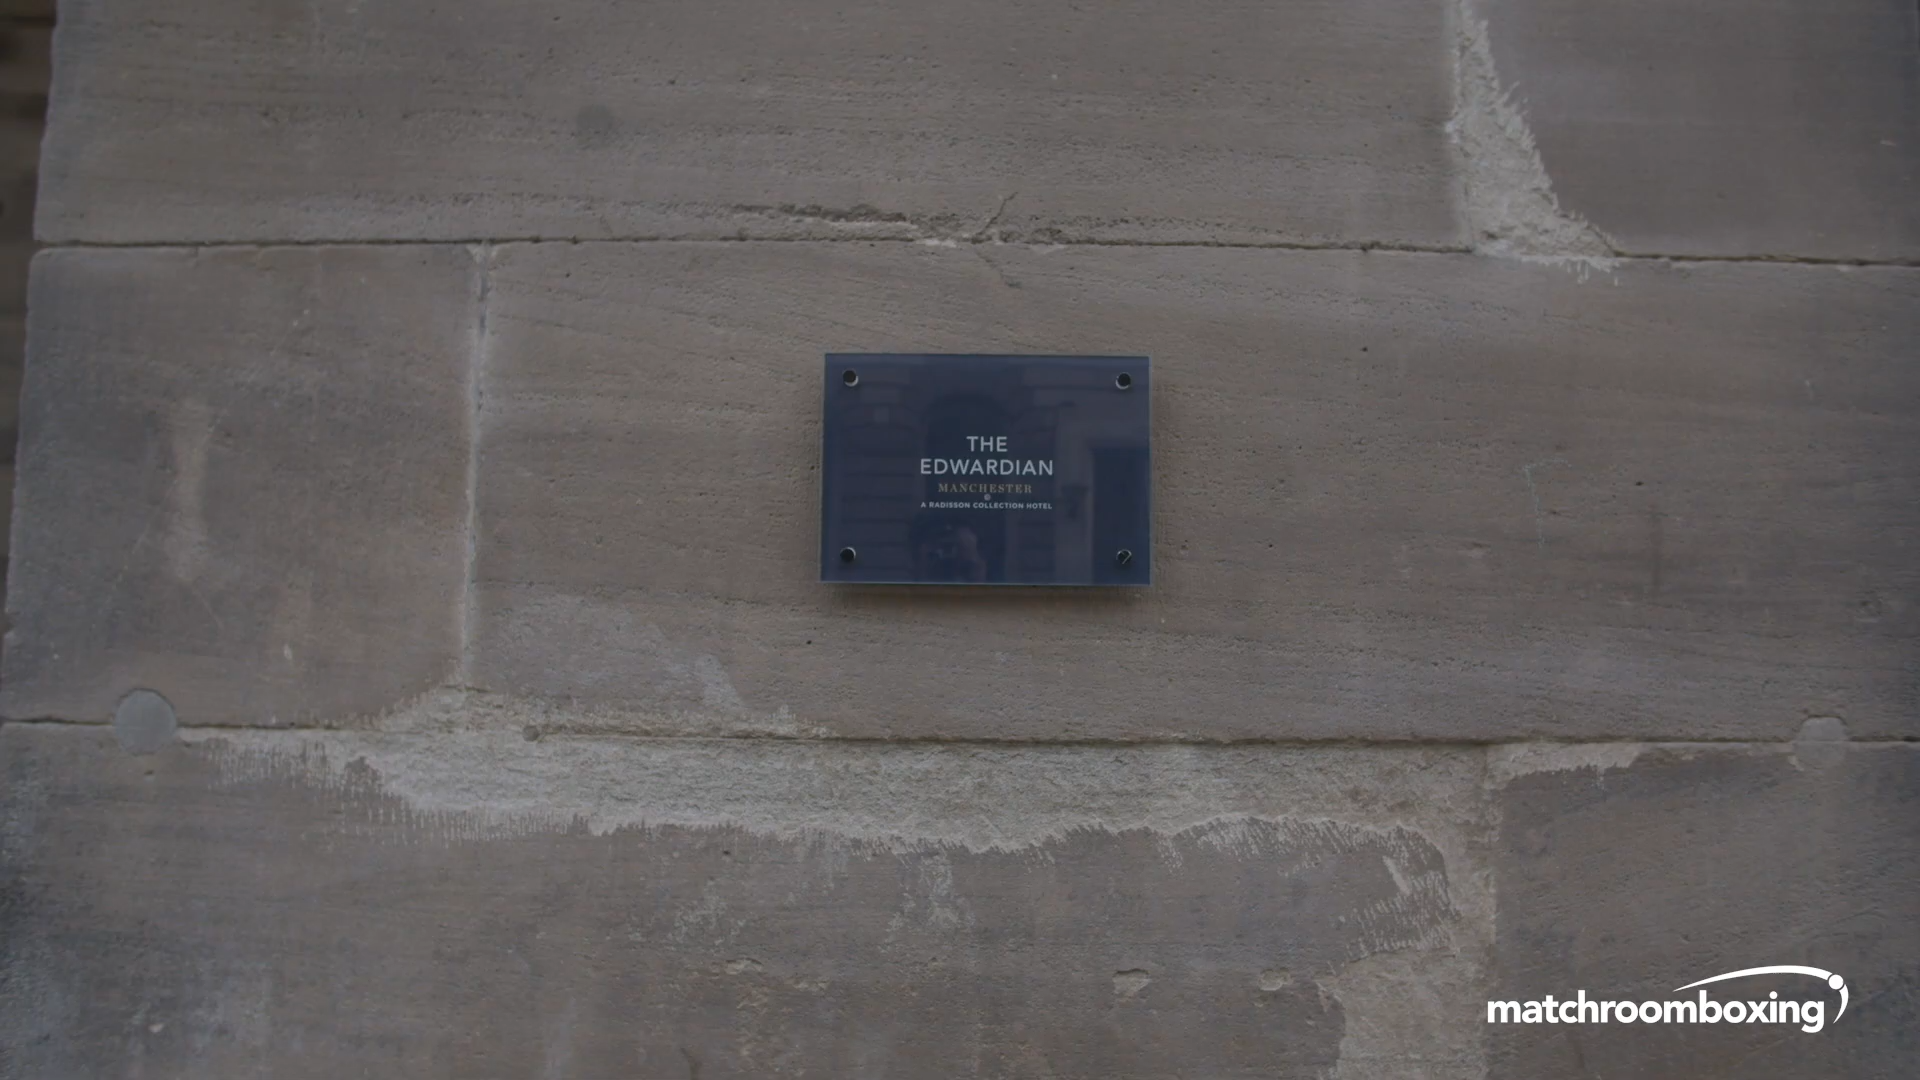 THE
EDWARDIAN
MANCHESTER
A RADISSON COLLECTION HOTEL
matchroomboxing